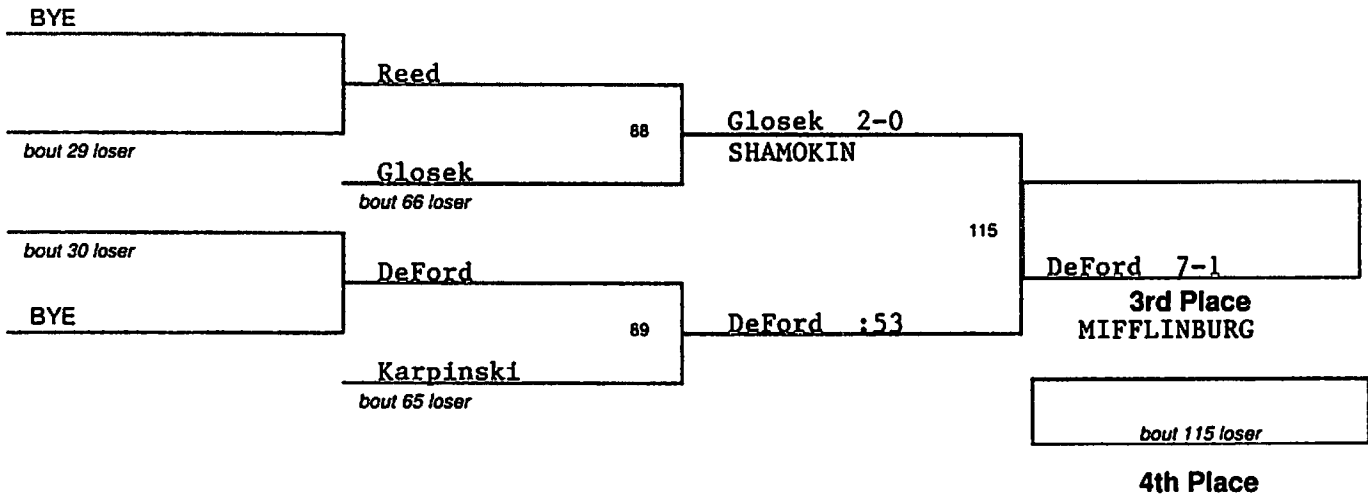 BYE
Reed
88
Glosek 2-0
bout 29 loser
SHAMOKIN
Glosek
bout 66 loser
115
bout 30 loser
DeFord
DeFord 7-1
3rd Place
BYE
89
DeFord :53
MIFFLINBURG
Karpinski
bout 65 loser
bout 115 loser
4th Place